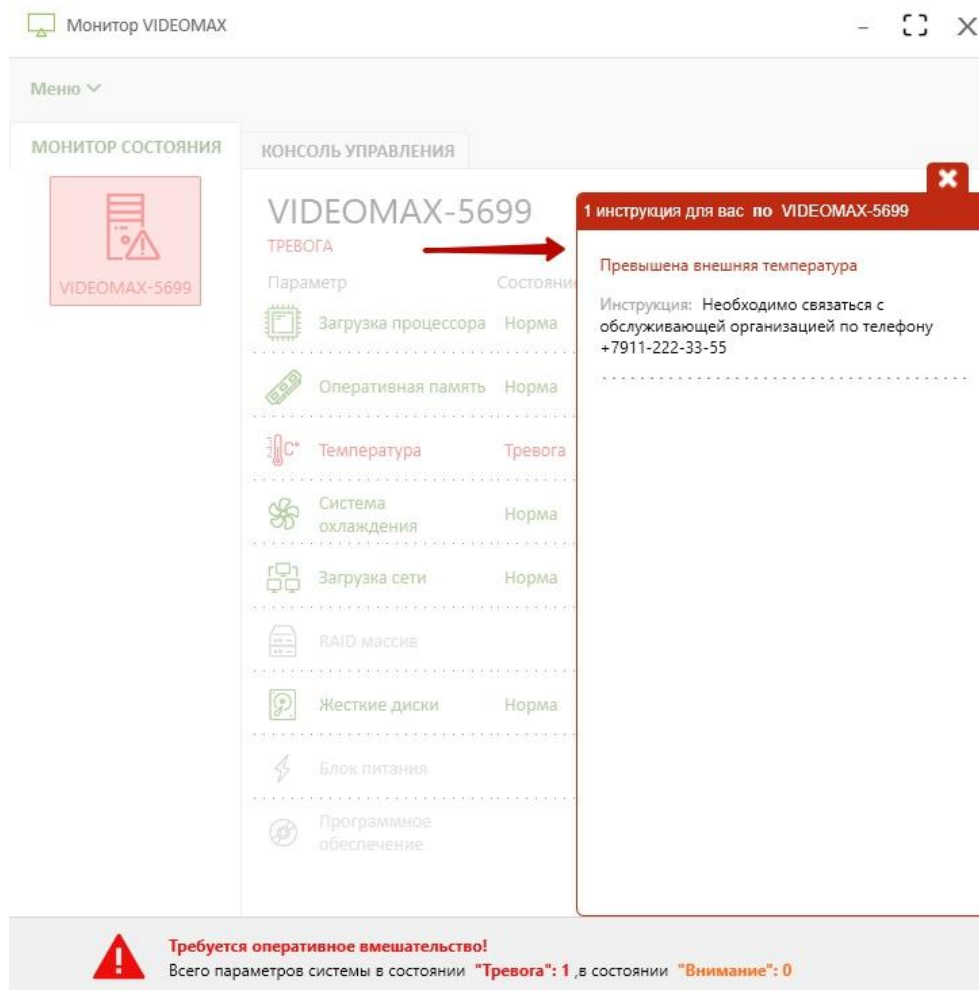 Монитор VIDEOMAX
Меню
МОНИТОР СОСТОЯНИЯ
КОНСОЛЬ УПРАВЛЕНИЯ
VIDEOMAX-5699
VIDEOMAX-5699
ТРЕВОГА
Параметр Состояние
Загрузка процессора Норма
Оперативная память Норма
C° Температура Тревога
Система
охлаждения Норма
Загрузка сети Норма
RAID массив
Жесткие диски Норма
Блок питания
Программное
обеспечение
1 инструкция для вас по VIDEOMAX-5699
Превышена внешняя температура
Инструкция: Необходимо связаться с
обслуживающей организацией по телефону
+7911-222-33-55
Требуется оперативное вмешательство!
Всего параметров системы в состоянии "Тревога": 1 ,в состоянии "Внимание": 0